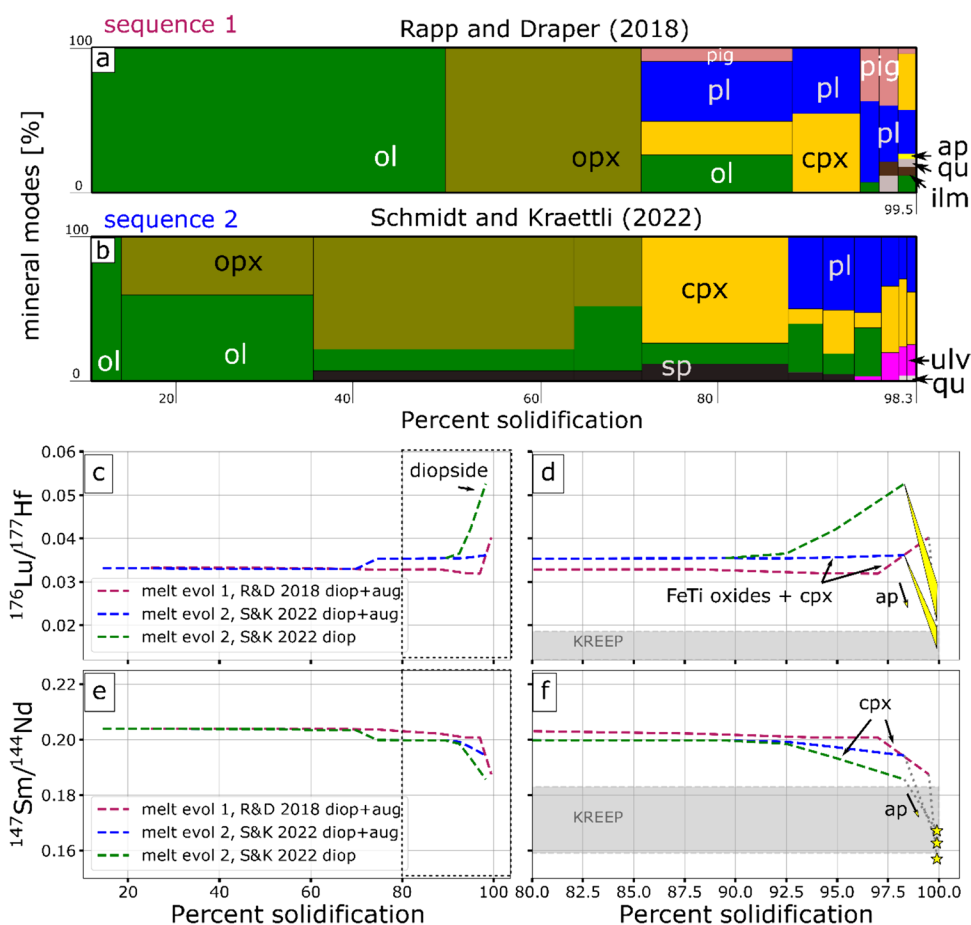 sequence 1
Rapp and Draper (2018)
mineral modes [%]
100
0
a
ol
opx
pig
pl
ol
pl
cpx
pig
pl
ap
qu
ilm
99.5
sequence 2
Schmidt and Kraettli (2022)
100
0
b
ol
opx
ol
cpx
sp
pl
ulv
qu
20
40
60
80
98.3
Percent solidification
176Lu/177Hf
0.06
0.05
0.04
0.03
0.02
c
diopside
melt evol 1, R&D 2018 diop+aug
melt evol 2, S&K 2022 diop+aug
melt evol 2, S&K 2022 diop
d
FeTi oxides + cpx
ap
KREEP
147Sm/144Nd
0.22
0.20
0.18
0.16
e
melt evol 1, R&D 2018 diop+aug
melt evol 2, S&K 2022 diop+aug
melt evol 2, S&K 2022 diop
20
40
60
80
100
Percent solidification
f
cpx
ap
KREEP
80.0
82.5
85.0
87.5
90.0
92.5
95.0
97.5
100.0
Percent solidification